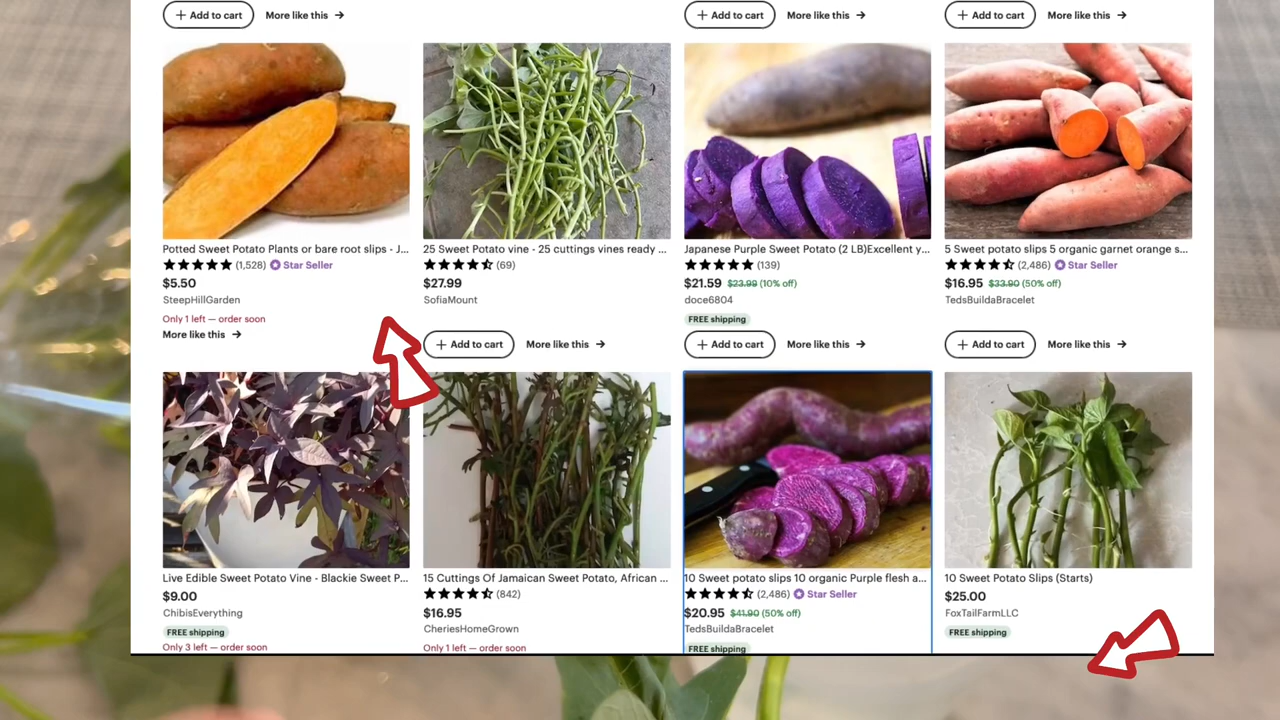 + Add to cart More like this →
+ Add to cart More like this →
+ Add to cart More like this →
Potted Sweet Potato Plants or bare root slips - J...
(1,528) Star Seller
$5.50
SteepHillGarden
Only 1 left — order soon
More like this →
25 Sweet Potato vine - 25 cuttings vines ready ...
(69)
$27.99
SofiaMount
+ Add to cart More like this →
Japanese Purple Sweet Potato (2 LB)Excellent y...
(139)
$21.59 $23.99 (10% off)
doce6804
FREE shipping
+ Add to cart More like this →
5 Sweet potato slips 5 organic garnet orange s...
(2,486) Star Seller
$16.95 $33.90 (50% off)
TedsBuildaBracelet
+ Add to cart More like this →
Live Edible Sweet Potato Vine - Blackie Sweet P...
$9.00
ChibisEverything
FREE shipping
Only 3 left — order soon
15 Cuttings Of Jamaican Sweet Potato, African ...
(842)
$16.95
CheriesHomeGrown
Only 1 left — order soon
10 Sweet potato slips 10 organic Purple flesh a...
(2,486) Star Seller
$20.95 $41.90 (50% off)
TedsBuildaBracelet
FREE shipping
10 Sweet Potato Slips (Starts)
$25.00
FoxTailFarmLLC
FREE shipping